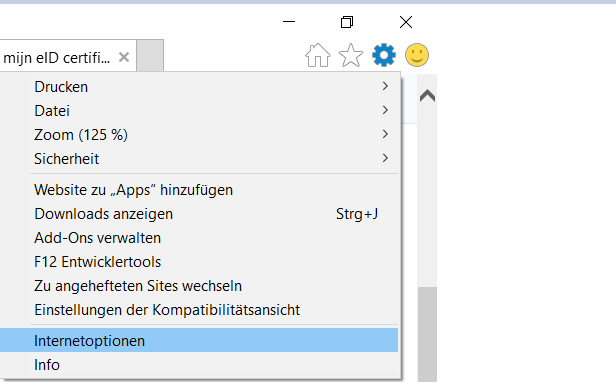 mijn eID certifi...
Drucken
Datei
Zoom (125 %)
Sicherheit
Website zu „Apps“ hinzufügen
Downloads anzeigen Strg+J
Add-Ons verwalten
F12 Entwicklertools
Zu angehefteten Sites wechseln
Einstellungen der Kompatibilitätsansicht
Internetoptionen
Info